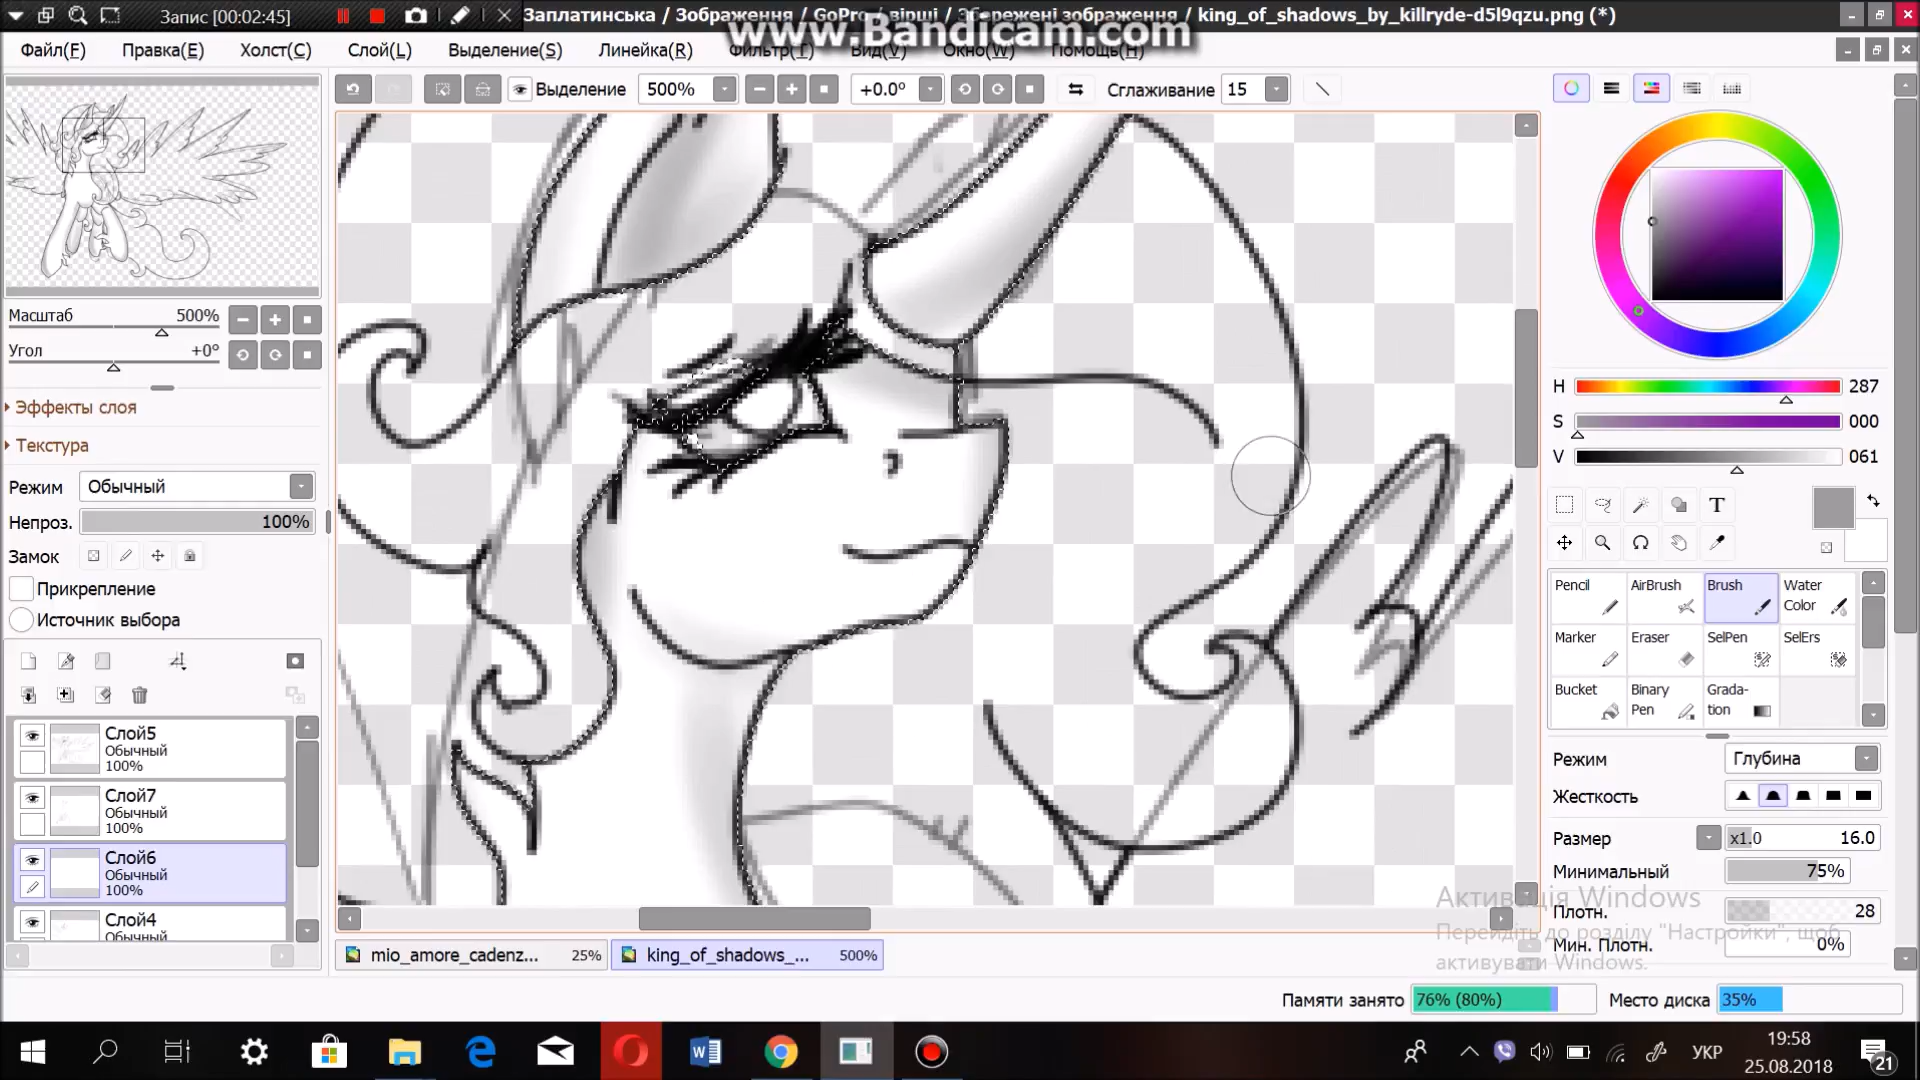 Запис [00:02:45]
Заплатинська / Зображення / GoPro / вірші / Збережені зображення / king_of_shadows_by_killryde-d5l9qzu.png (*)
www.Bandicam.com
Файл(F) Правка(E) Холст(C) Слой(L) Выделение(S) Линейка(R) Фильтр(T) Вид(V) Окно(W) Помощь(H)
Выделение 500% +0.0º Сглаживание 15
Масштаб 500%
Угол +0º
Эффекты слоя
Текстура
Режим Обычный
Непроз. 100%
Замок
Прикрепление
Источник выбора
Слой5
Обычный
100%
Слой7
Обычный
100%
Слой6
Обычный
100%
Слой4
Обычный
H 287
S 000
V 061
T
Pencil AirBrush Brush Water Color
Marker Eraser SelPen SelErs
Bucket Binary Pen Grada-tion
Режим Глубина
Жесткость
Размер x1.0 16.0
Минимальный 75%
Плотн. 28
Мин. Плотн. 0%
Активація Windows
Перейдіть до розділу "Настройки", щоб
активувати Windows.
mio_amore_cadenz... 25% king_of_shadows_... 500%
Памяти занято 76% (80%) Место диска 35%
УКР
19:58
25.08.2018
21